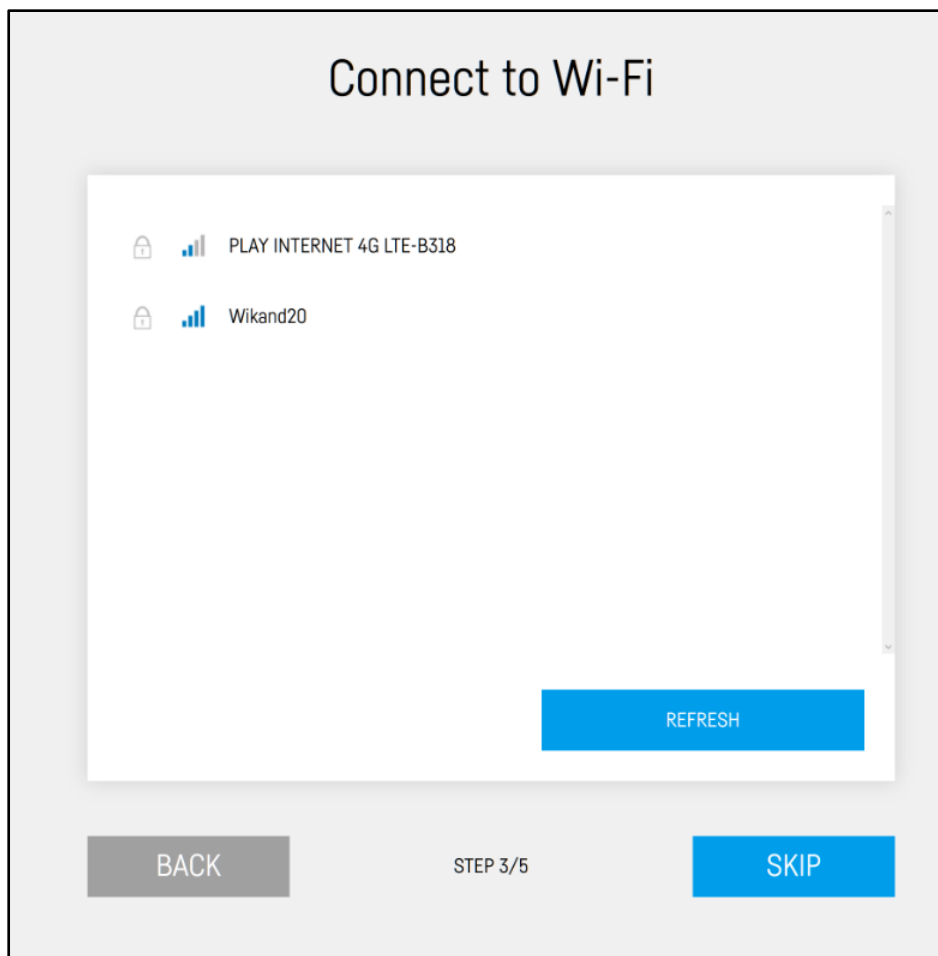 Connect to Wi-Fi
PLAY INTERNET 4G LTE-B318
Wikand20
REFRESH
BACK
STEP 3/5
SKIP